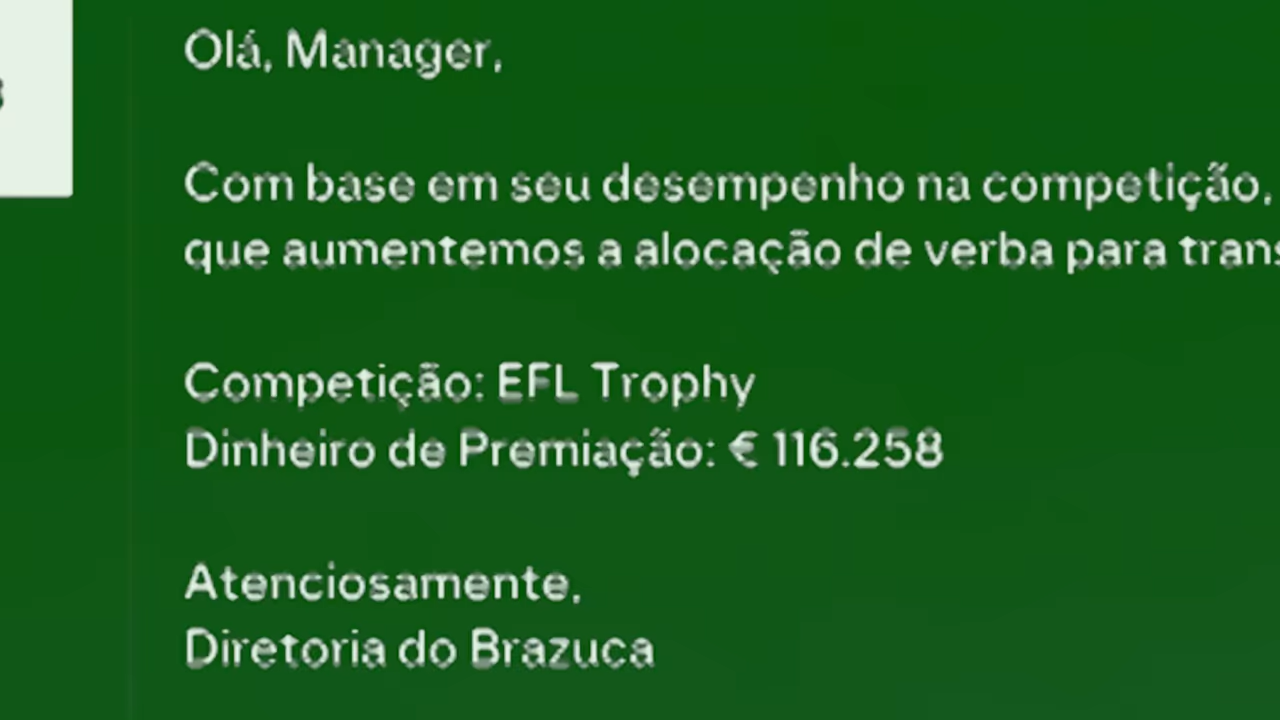 Olá, Manager,
Com base em seu desempenho na competição,
que aumentemos a alocação de verba para
Competição: EFL Trophy
Dinheiro de Premiação: € 116.258
Atenciosamente,
Diretoria do Brazuca